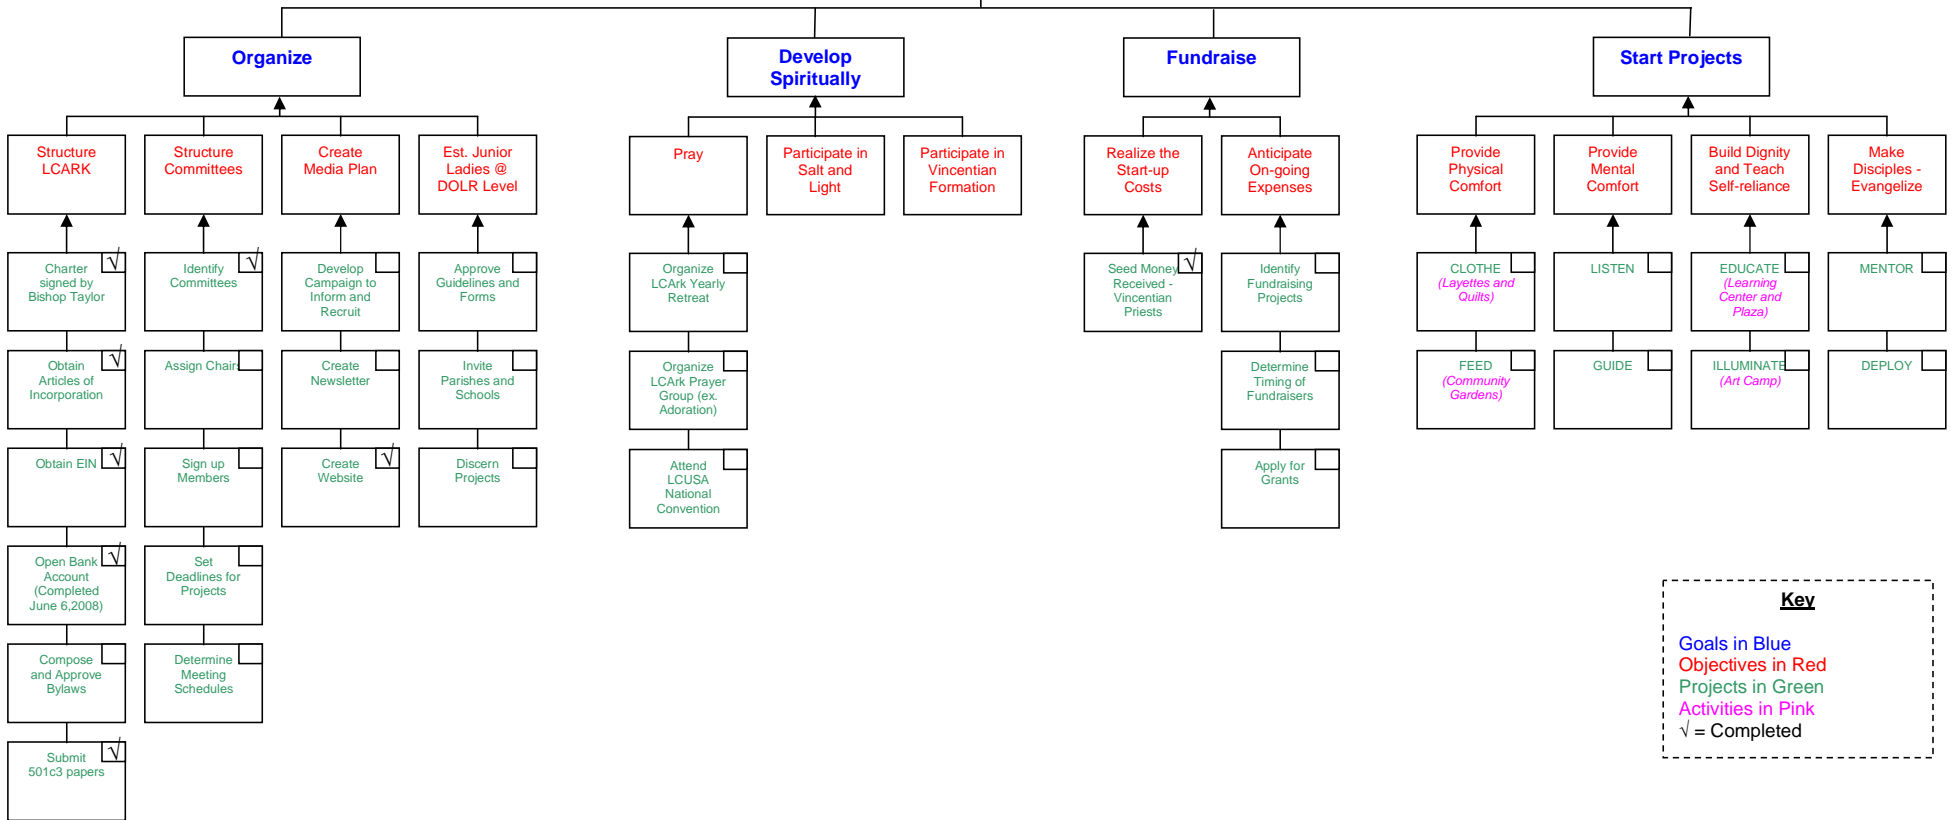 Organize
Develop
Spiritually
Fundraise
Start Projects
Structure
LCARK
Structure
Committees
Create
Media Plan
Est. Junior
Ladies @
DOLR Level
Pray
Participate in
Salt and
Light
Participate in
Vincentian
Formation
Realize the
Start-up
Costs
Anticipate
On-going
Expenses
Provide
Physical
Comfort
Provide
Mental
Comfort
Build Dignity
and Teach
Self-reliance
Make
Disciples -
Evangelize
Charter
signed by
Bishop Taylor
√
Identify
Committees
√
Develop
Campaign to
Inform and
Recruit
Approve
Guidelines and
Forms
Organize
LCArk Yearly
Retreat
Seed Money
Received -
Vincentian
Priests
√
Identify
Fundraising
Projects
CLOTHE
(Layettes and
Quilts)
LISTEN
EDUCATE
(Learning
Center and
Plaza)
MENTOR
Obtain
Articles of
Incorporation
√
Assign Chairs
Create
Newsletter
Invite
Parishes and
Schools
Organize
LCArk Prayer
Group (ex.
Adoration)
Determine
Timing of
Fundraisers
FEED
(Community
Gardens)
GUIDE
ILLUMINATE
(Art Camp)
DEPLOY
Obtain EIN
√
Sign up
Members
Create
Website
√
Discern
Projects
Attend
LCUSA
National
Convention
Apply for
Grants
Open Bank
Account
(Completed
June 6,2008)
√
Set
Deadlines for
Projects
Compose
and Approve
Bylaws
Determine
Meeting
Schedules
Submit
501c3 papers
√
Key
Goals in Blue
Objectives in Red
Projects in Green
Activities in Pink
√ = Completed